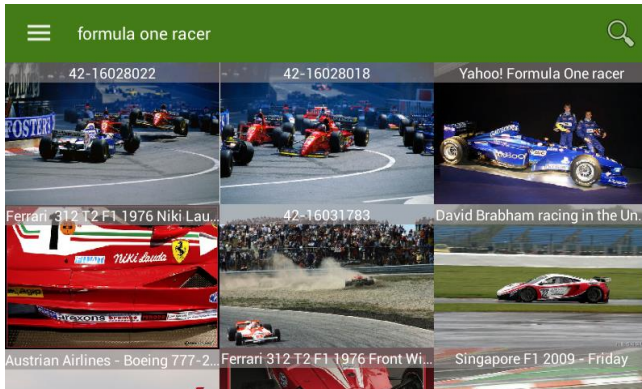 formula one racer
42-16028022
42-16028018
Yahoo! Formula One racer
FOSTER'S
Ferrari 312 T2 F1 1976 Niki Lau...
42-16031783
David Brabham racing in the Un...
Niki Lauda
Austrian Airlines - Boeing 777-2...
Ferrari 312 T2 F1 1976 Front Wi...
Singapore F1 2009 - Friday